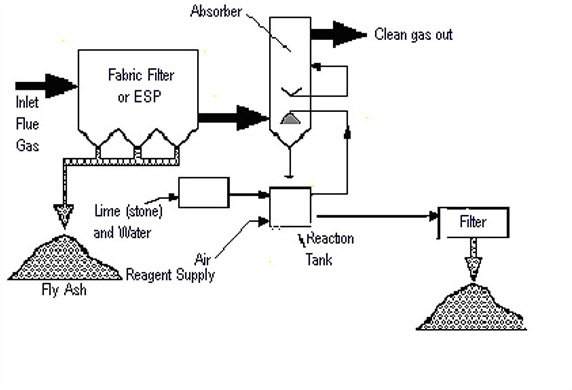 Absorber
Clean gas out
Fabric Filter
or ESP
Inlet
Flue
Gas
Lime (stone)
and Water
Air
Reagent Supply
Reaction
Tank
Filter
Fly Ash